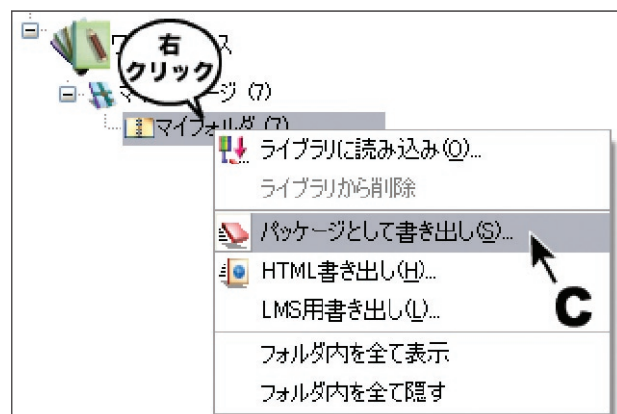 右
クリック
ス
ージ (7)
マイフォルダ (7)
ライブラリに読み込み(O)...
ライブラリから削除
パッケージとして書き出し(S)...
HTML書き出し(H)...
LMS用書き出し(L)...
C
フォルダ内を全て表示
フォルダ内を全て隠す